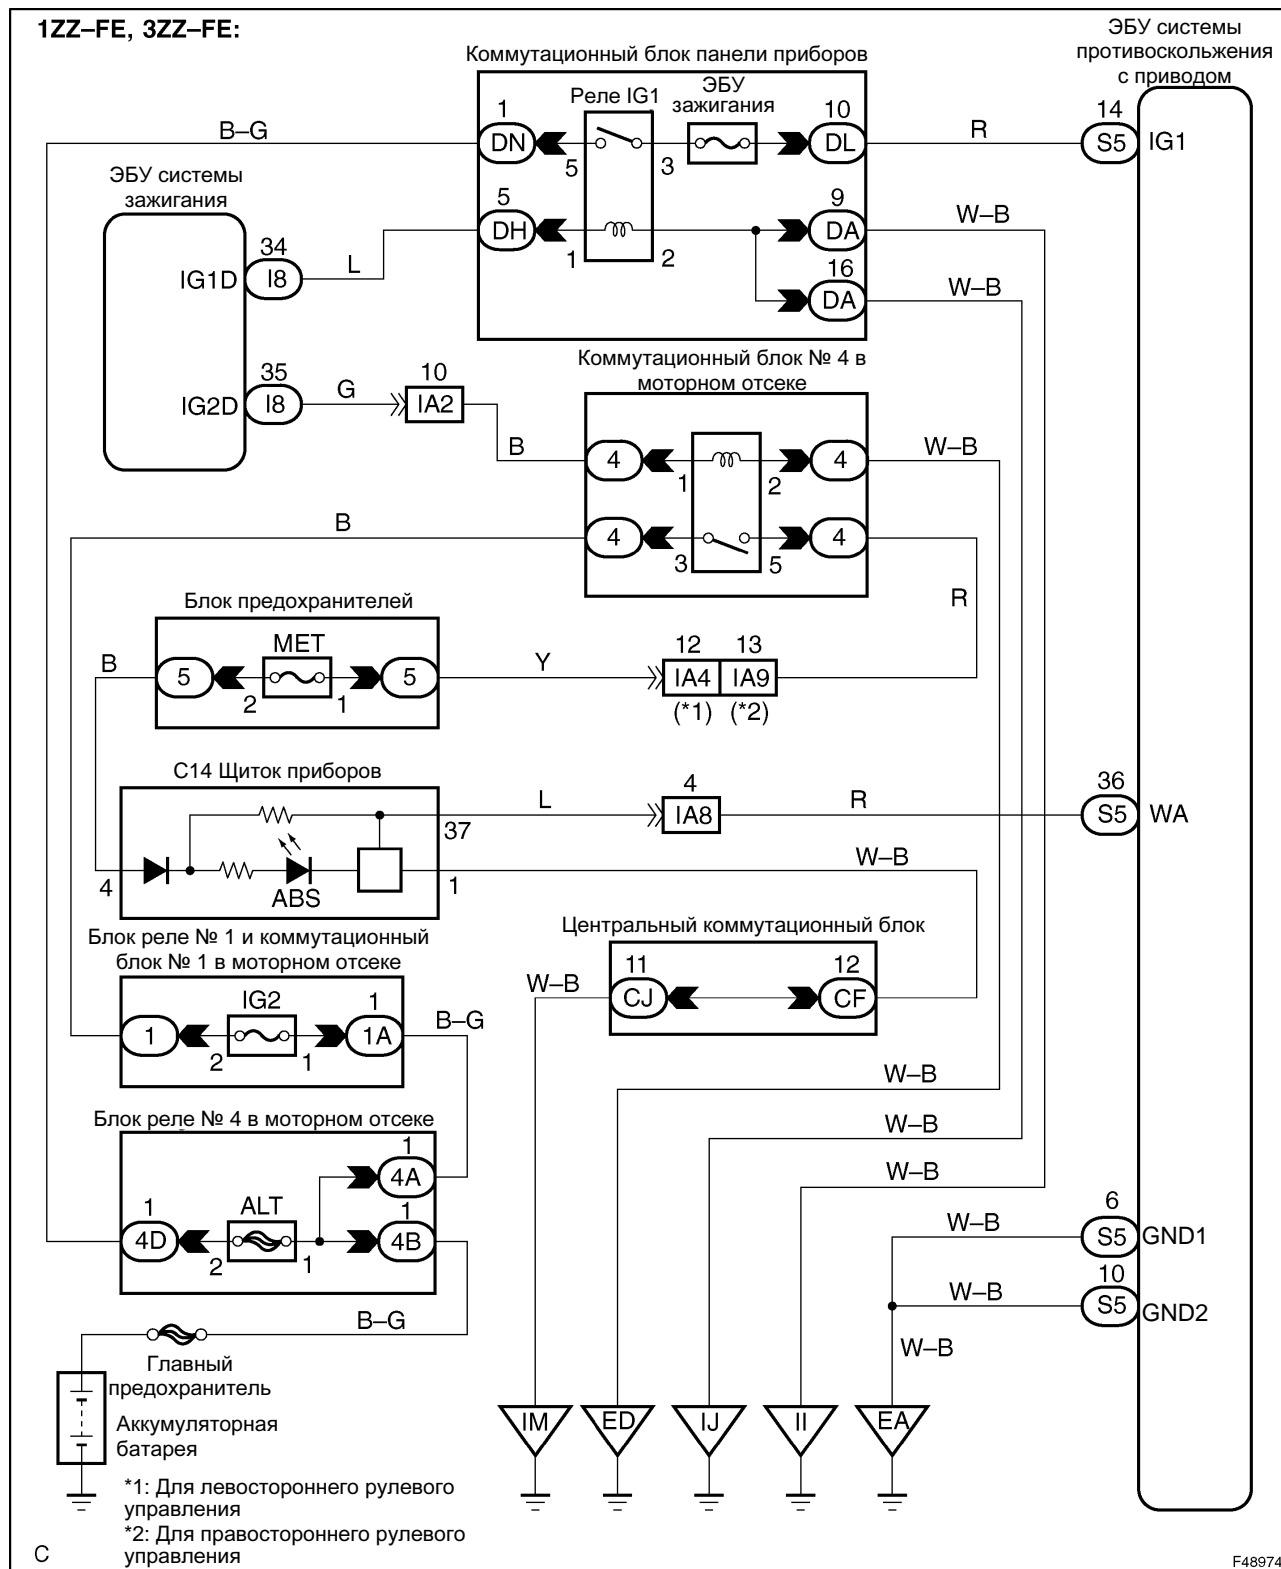 1ZZ–FE, 3ZZ–FE:
ЭБУ системы
противоскольжения
с приводом
Коммутационный блок панели приборов
Реле IG1
ЭБУ
зажигания
1
DN
5
3
10
DL
B–G
R
14
S5
IG1
ЭБУ системы
зажигания
5
DH
1
2
9
DA
W–B
16
DA
W–B
IG1D
34
I8
L
IG2D
35
I8
G
10
IA2
B
Коммутационный блок № 4 в
моторном отсеке
4
1
2
4
W–B
B
4
3
5
4
R
Блок предохранителей
MET
B
5
2
1
5
Y
12
13
IA4
IA9
(*1)
(*2)
C14 Щиток приборов
37
L
4
IA8
R
36
S5
WA
4
ABS
1
W–B
Блок реле № 1 и коммутационный
блок № 1 в моторном отсеке
IG2
1
2
1
1
1A
B–G
Центральный коммутационный блок
W–B
11
CJ
12
CF
W–B
W–B
W–B
Блок реле № 4 в моторном отсеке
1
4A
1
4D
ALT
2
1
1
4B
B–G
6
S5
GND1
W–B
10
S5
GND2
W–B
W–B
Главный
предохранитель
Аккумуляторная
батарея
IM
ED
IJ
II
EA
*1: Для левостороннего рулевого
управления
*2: Для правостороннего рулевого
управления
C
F48974